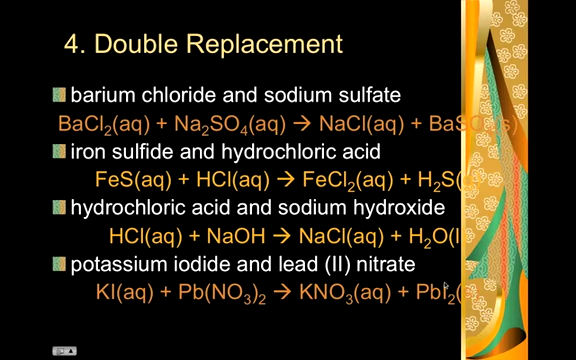 4. Double Replacement
barium chloride and sodium sulfate
BaCl₂(aq) + Na₂SO₄(aq) → NaCl(aq) + BaSO₄(s)
iron sulfide and hydrochloric acid
FeS(aq) + HCl(aq) → FeCl₂(aq) + H₂S(
hydrochloric acid and sodium hydroxide
HCl(aq) + NaOH → NaCl(aq) + H₂O(l
potassium iodide and lead (II) nitrate
KI(aq) + Pb(NO₃)₂ → KNO₃(aq) + PbI₂(